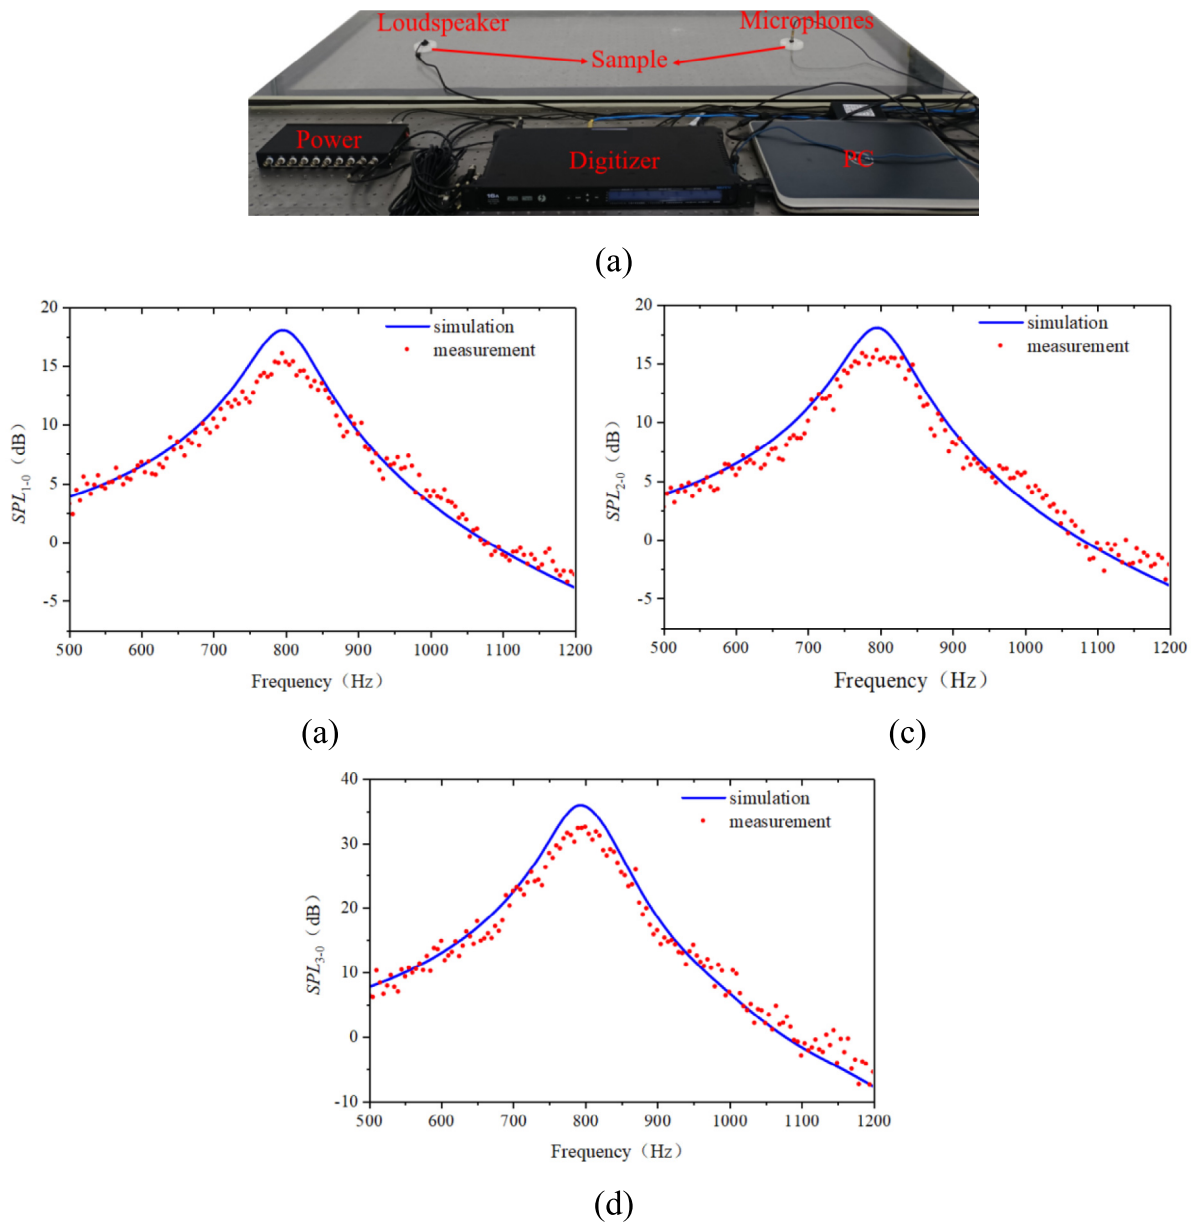 Loudspeaker
Microphones
Sample
Power
Digitizer
PC
(a)
20
15
10
5
0
-5
SPL1-0 (dB)
simulation
measurement
500 600 700 800 900 1000 1100 1200
Frequency (Hz)
(a)
20
15
10
5
0
-5
SPL2-0 (dB)
simulation
measurement
500 600 700 800 900 1000 1100 1200
Frequency (Hz)
(c)
40
30
20
10
0
-10
SPL3-0 (dB)
simulation
measurement
500 600 700 800 900 1000 1100 1200
Frequency (Hz)
(d)